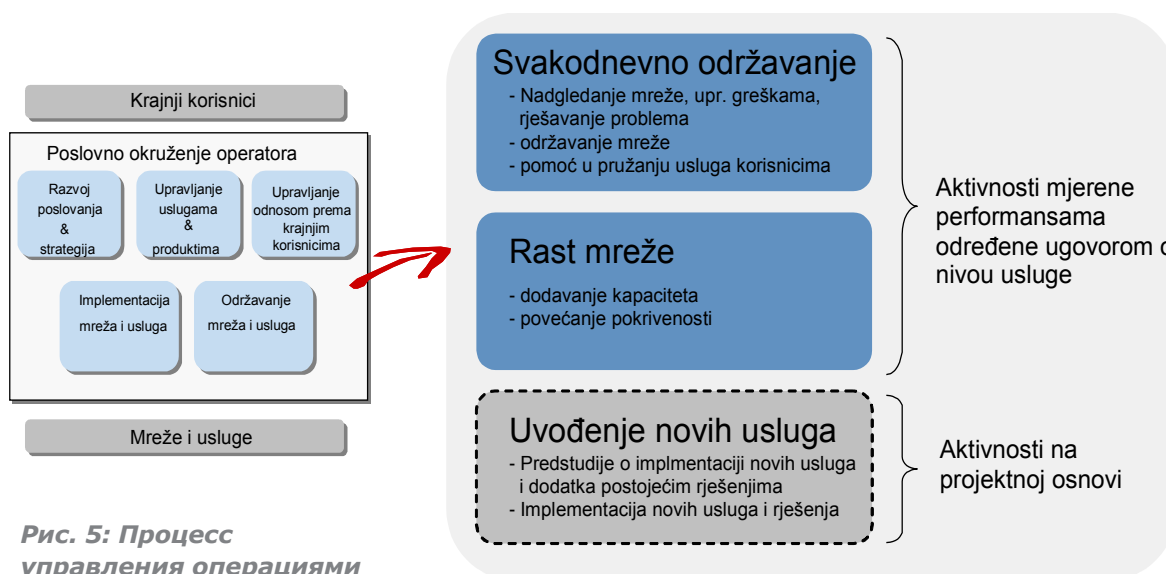 Krajnji korisnici
Poslovno okruženje operatora
Razvoj
poslovanja
&
strategija
Upravljanje
uslugama
&
produktima
Upravljanje
odnosom prema
krajnjim
korisnicima
Implementacija
mreža i usluga
Održavanje
mreža i usluga
Mreže i usluge
Рис. 5: Процесс
управления операциями
Svakodnevno održavanje
- Nadgledanje mreže, upr. greškama,
rješavanje problema
- održavanje mreže
- pomoć u pružanju usluga korisnicima
Rast mreže
- dodavanje kapaciteta
- povećanje pokrivenosti
Uvođenje novih usluga
- Predstudije o implmentaciji novih usluga
i dodatka postojećim rješenjima
- Implementacija novih usluga i rješenja
Aktivnosti mjerene
performansama
određene ugovorom o
nivou usluge
Aktivnosti na
projektnoj osnovi